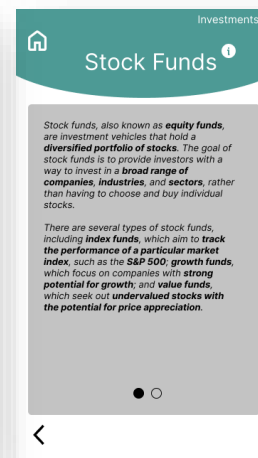 Investments
Stock Funds i
Stock funds, also known as equity funds,
are investment vehicles that hold a
diversified portfolio of stocks. The goal of
stock funds is to provide investors with a
way to invest in a broad range of
companies, industries, and sectors, rather
than having to choose and buy individual
stocks.
There are several types of stock funds,
including index funds, which aim to track
the performance of a particular market
index, such as the S&P 500; growth funds,
which focus on companies with strong
potential for growth; and value funds,
which seek out undervalued stocks with
the potential for price appreciation.